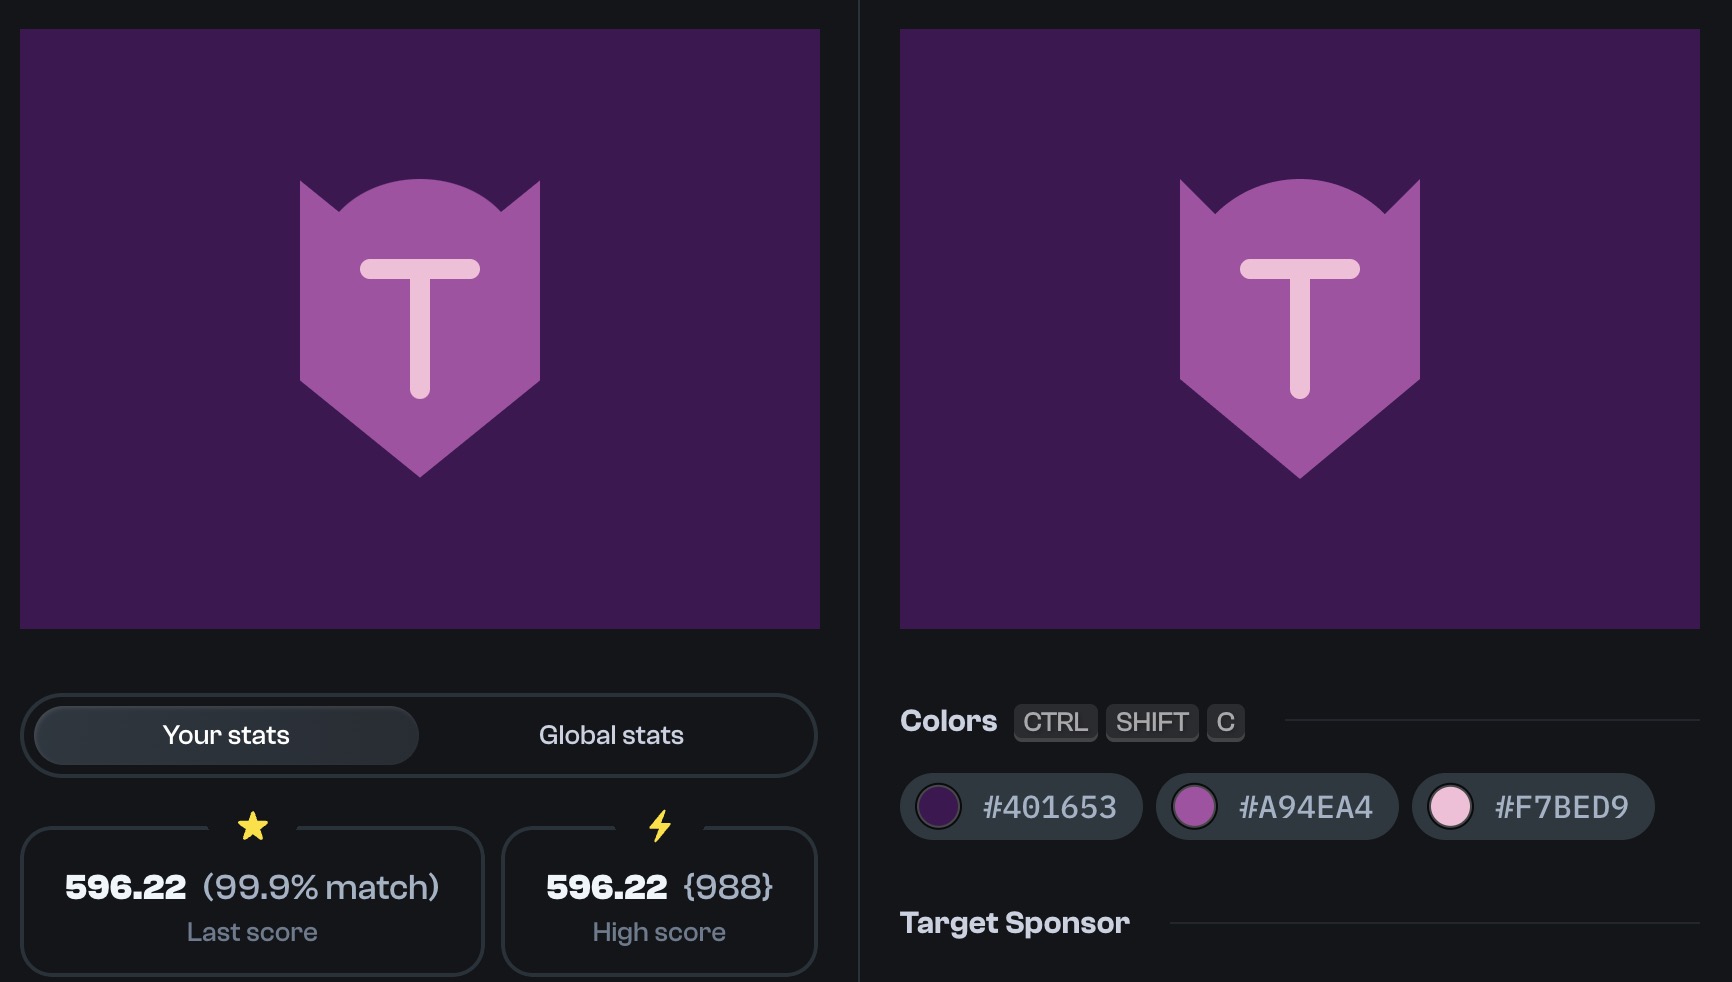 T
T
Your stats
Global stats
596.22 (99.9% match)
Last score
596.22 {988}
High score
Colors CTRL SHIFT C
#401653
#A94EA4
#F7BED9
Target Sponsor